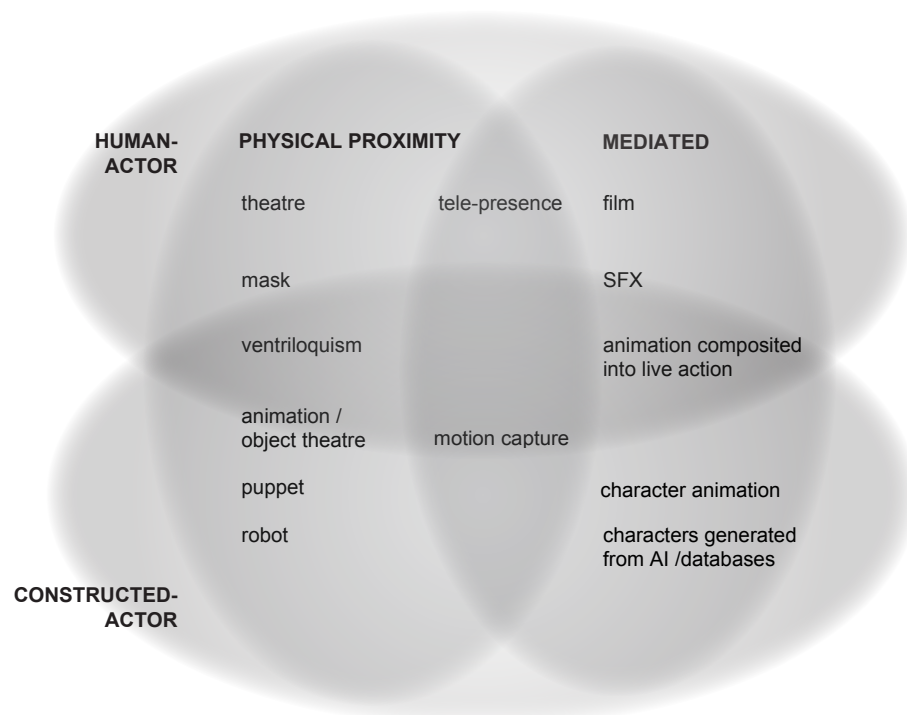 HUMAN-
ACTOR
PHYSICAL PROXIMITY
MEDIATED
theatre
tele-presence
film
mask
SFX
ventriloquism
animation composited
into live action
animation /
object theatre
motion capture
puppet
character animation
robot
characters generated
from AI /databases
CONSTRUCTED-
ACTOR